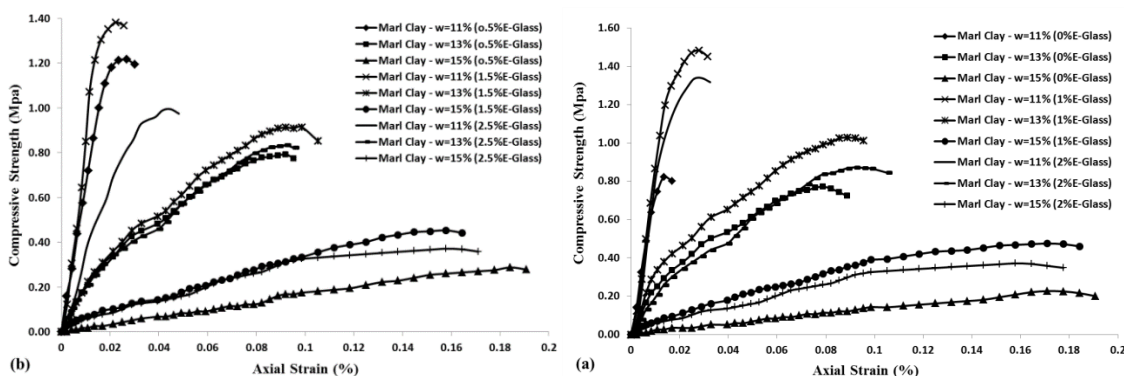 1.40
1.20
1.00
0.80
0.60
0.40
0.20
0.00
Compressive Strength (Mpa)
0
0.02
0.04
0.06
0.08
0.1
0.12
0.14
0.16
0.18
0.2
Axial Strain (%)
(b)
Marl Clay - w=11% (o.5%E-Glass)
Marl Clay - w=13% (o.5%E-Glass)
Marl Clay - w=15% (o.5%E-Glass)
Marl Clay - w=11% (1.5%E-Glass)
Marl Clay - w=13% (1.5%E-Glass)
Marl Clay - w=15% (1.5%E-Glass)
Marl Clay - w=11% (2.5%E-Glass)
Marl Clay - w=13% (2.5%E-Glass)
Marl Clay - w=15% (2.5%E-Glass)
1.60
1.40
1.20
1.00
0.80
0.60
0.40
0.20
0.00
Compressive Strength (Mpa)
0
0.02
0.04
0.06
0.08
0.1
0.12
0.14
0.16
0.18
0.2
Axial Strain (%)
(a)
Marl Clay - w=11% (0%E-Glass)
Marl Clay - w=13% (0%E-Glass)
Marl Clay - w=15% (0%E-Glass)
Marl Clay - w=11% (1%E-Glass)
Marl Clay - w=13% (1%E-Glass)
Marl Clay - w=15% (1%E-Glass)
Marl Clay - w=11% (2%E-Glass)
Marl Clay - w=13% (2%E-Glass)
Marl Clay - w=15% (2%E-Glass)